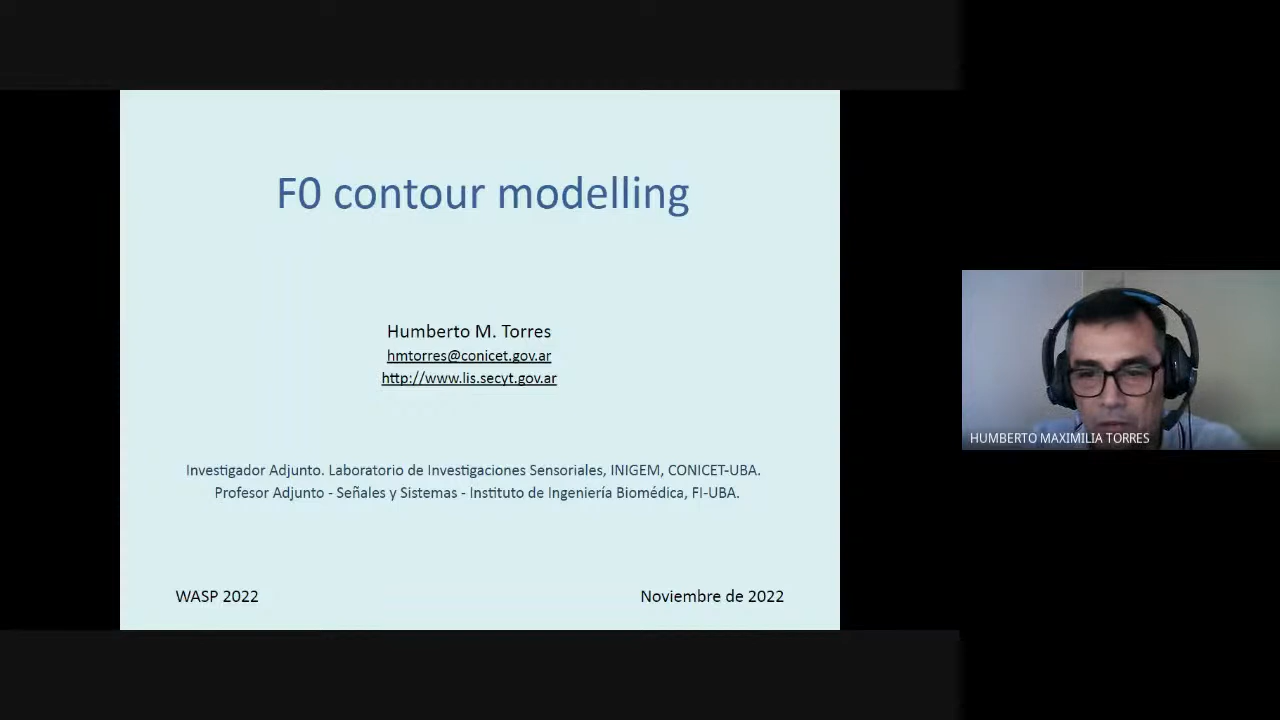 F0 contour modelling
Humberto M. Torres
hmtorres@conicet.gov.ar
http://www.lis.secyt.gov.ar
Investigador Adjunto. Laboratorio de Investigaciones Sensoriales, INIGEM, CONICET-UBA.
Profesor Adjunto - Señales y Sistemas - Instituto de Ingeniería Biomédica, FI-UBA.
WASP 2022
Noviembre de 2022
HUMBERTO MAXIMILIA TORRES